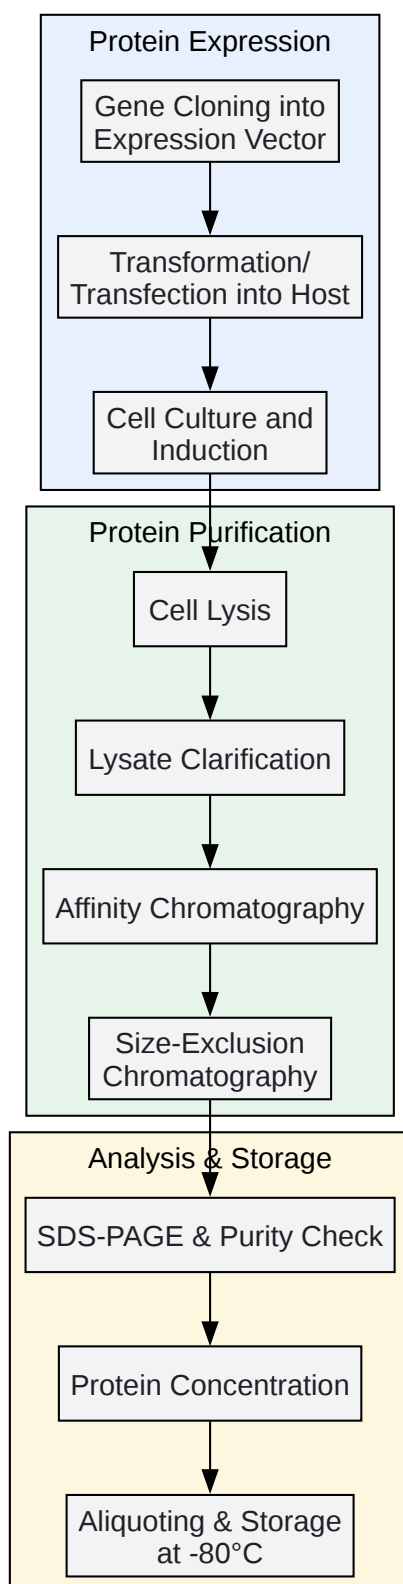 Protein Expression
Gene Cloning into
Expression Vector
Transformation/
Transfection into Host
Cell Culture and
Induction
Protein Purification
Cell Lysis
Lysate Clarification
Affinity Chromatography
Size-Exclusion
Chromatography
Analysis & Storage
SDS-PAGE & Purity Check
Protein Concentration
Aliquoting & Storage
at -80°C